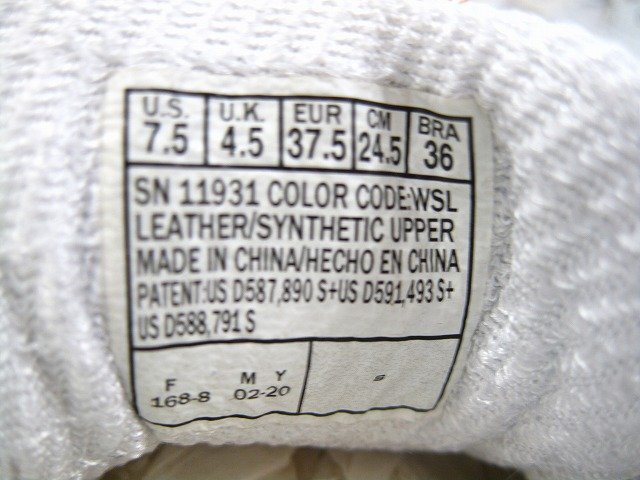 U.S. U.K. EUR CM BRA
7.5 4.5 37.5 24.5 36
SN 11931 COLOR CODE:WSL
LEATHER/SYNTHETIC UPPER
MADE IN CHINA/HECHO EN CHINA
PATENT:US D587,890 S+US D591,493 S+
US D588,791 S
F M Y S
168-8 02-20